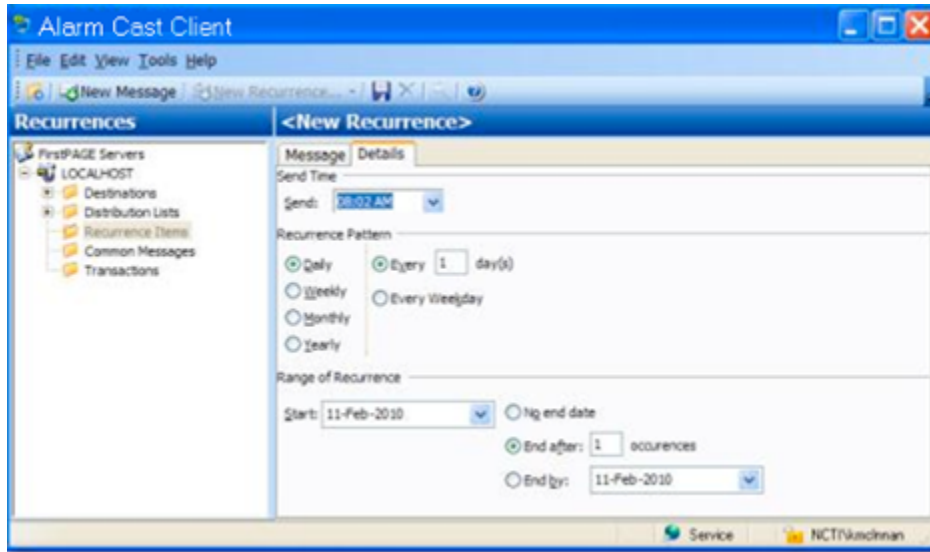 Alarm Cast Client
File Edit View Tools Help
New Message New Recurrence...
Recurrences
<New Recurrence>
FirstPAGE Servers
LOCALHOST
Destinations
Distribution Lists
Recurrence Items
Common Messages
Transactions
Message Details
Send Time
Send: 08:02 AM
Recurrence Pattern
Daily Every 1 day(s)
Weekly Every Weekday
Monthly
Yearly
Range of Recurrence
Start: 11-Feb-2010 No end date
End after: 1 occurences
End by: 11-Feb-2010
Service